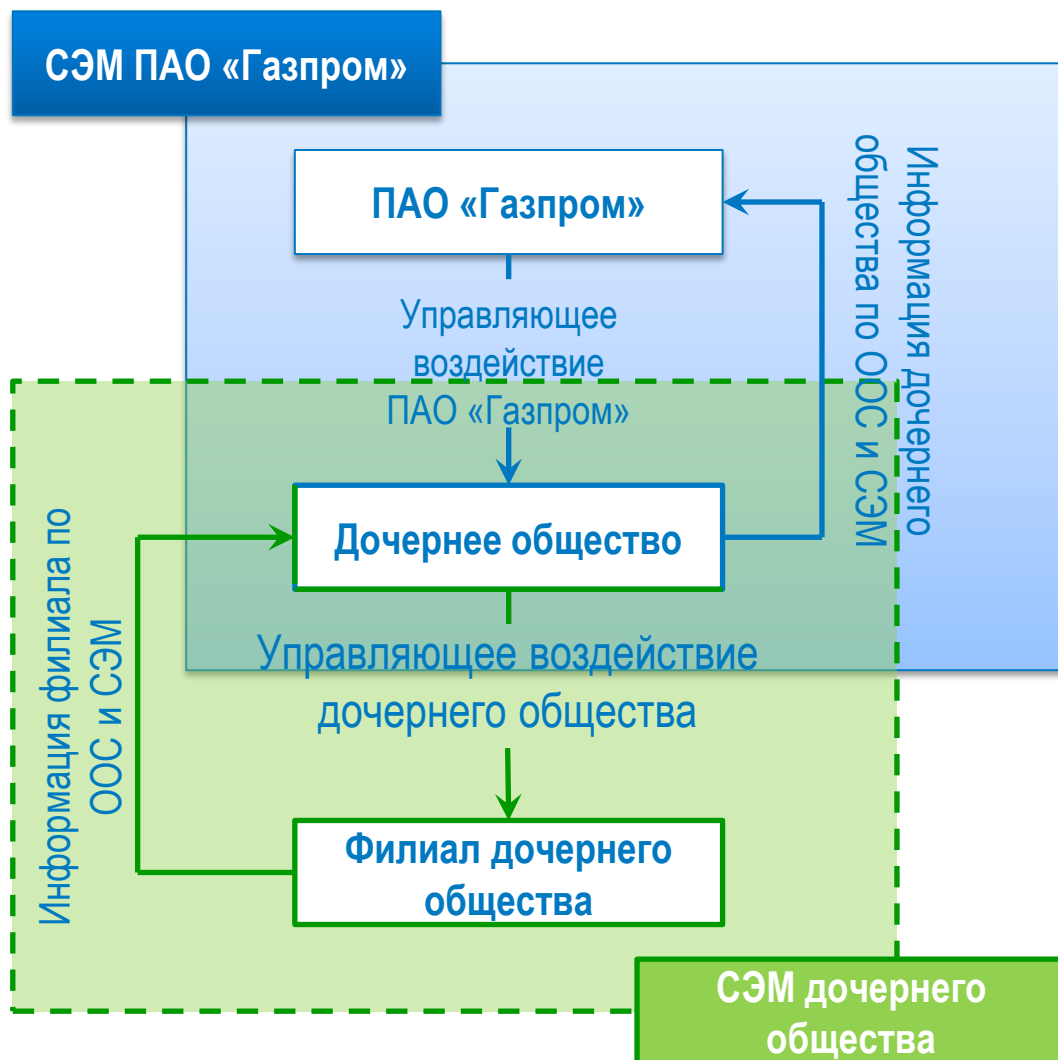 СЭМ ПАО «Газпром»
ПАО «Газпром»
Управляющее
воздействие
ПАО «Газпром»
Информация дочернего
общества по ООС и СЭМ
Дочернее общество
Управляющее воздействие
дочернего общества
Информация филиала по
ООС и СЭМ
Филиал дочернего
общества
СЭМ дочернего
общества